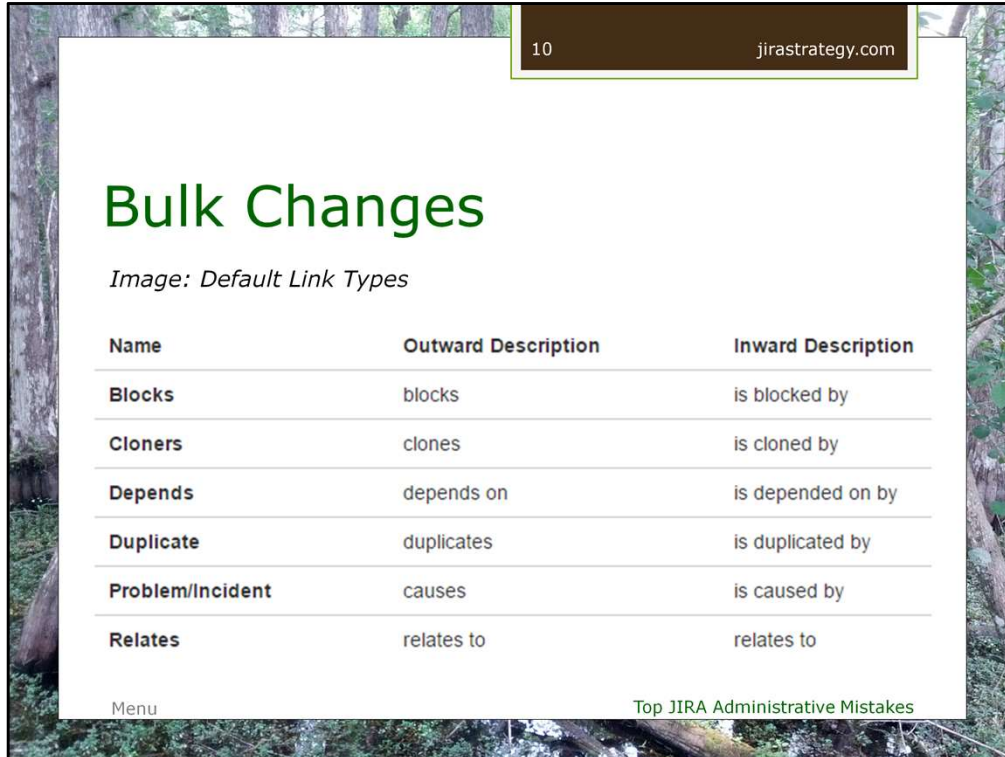 10 jirastrategy.com
Bulk Changes
Image: Default Link Types
Name Outward Description Inward Description
Blocks blocks is blocked by
Cloners clones is cloned by
Depends depends on is depended on by
Duplicate duplicates is duplicated by
Problem/Incident causes is caused by
Relates relates to relates to
Menu Top JIRA Administrative Mistakes